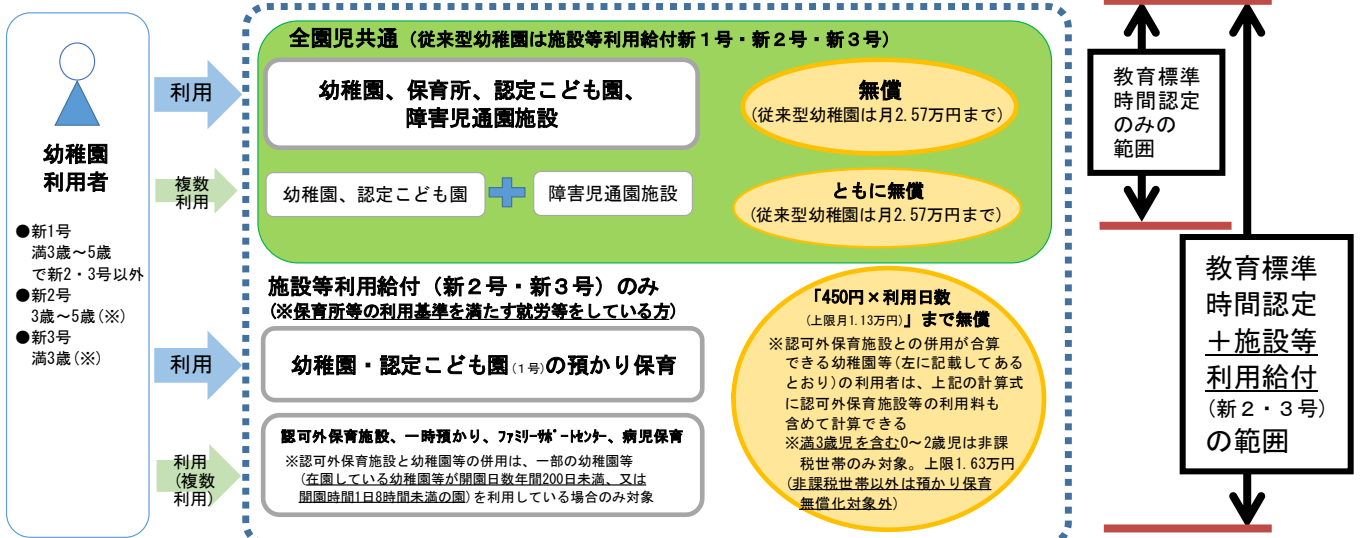 幼稚園
利用者
●新1号
満3歳～5歳
で新2・3号以外
●新2号
3歳～5歳(※)
●新3号
満3歳(※)
利用
複数
利用
利用
利用
(複数
利用)
全園児共通（従来型幼稚園は施設等利用給付新１号・新２号・新３号）
幼稚園、保育所、認定こども園、
障害児通園施設
無償
(従来型幼稚園は月2.57万円まで)
幼稚園、認定こども園
障害児通園施設
ともに無償
(従来型幼稚園は月2.57万円まで)
施設等利用給付（新２号・新３号）のみ
(※保育所等の利用基準を満たす就労等をしている方)
幼稚園・認定こども園(１号)の預かり保育
認可外保育施設、一時預かり、ﾌｧﾐﾘｰｻﾎﾟｰﾄｾﾝﾀｰ、病児保育
※認可外保育施設と幼稚園等の併用は、一部の幼稚園等
(在園している幼稚園等が開園日数年間200日未満、又は
開園時間1日8時間未満の園)を利用している場合のみ対象
「450円×利用日数
(上限月1.13万円)」まで無償
※認可外保育施設との併用が合算
できる幼稚園等(左に記載してある
とおり)の利用者は、上記の計算式
に認可外保育施設等の利用料も
含めて計算できる
※満3歳児を含む0～2歳児は非課
税世帯のみ対象。上限1.63万円
(非課税世帯以外は預かり保育
無償化対象外)
教育標準
時間認定
のみの
範囲
教育標準
時間認定
＋施設等
利用給付
(新２・３号)
の範囲